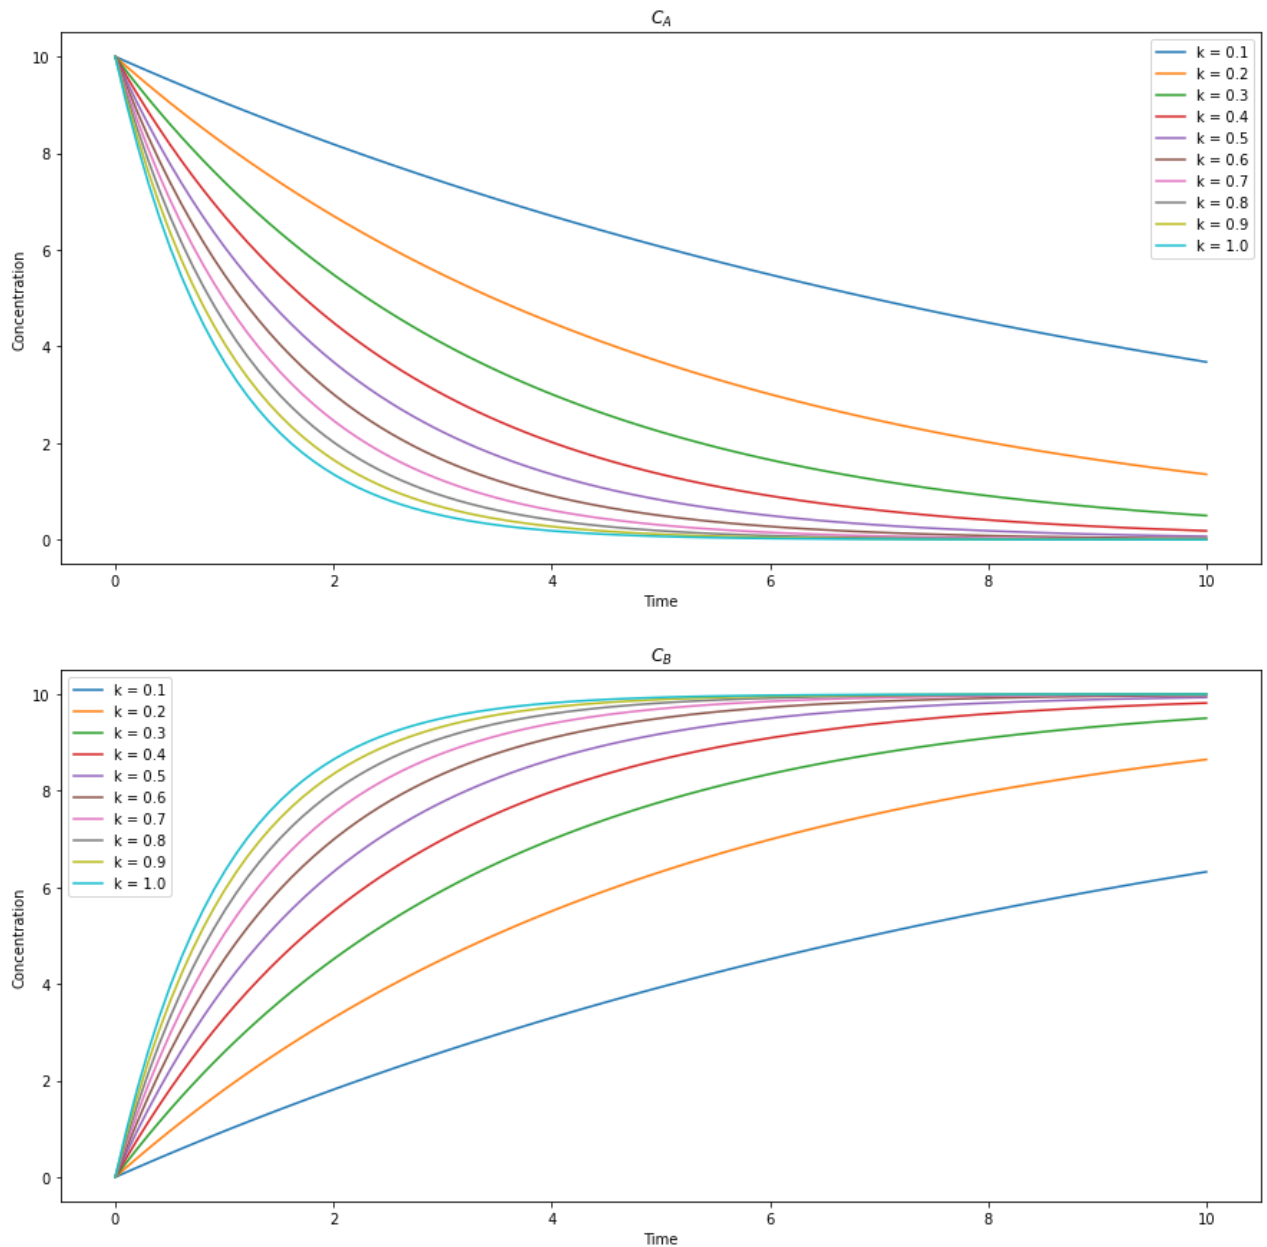 C_A
10
8
6
4
2
0
Concentration
k = 0.1
k = 0.2
k = 0.3
k = 0.4
k = 0.5
k = 0.6
k = 0.7
k = 0.8
k = 0.9
k = 1.0
0 2 4 6 8 10
Time
C_B
10
8
6
4
2
0
Concentration
k = 0.1
k = 0.2
k = 0.3
k = 0.4
k = 0.5
k = 0.6
k = 0.7
k = 0.8
k = 0.9
k = 1.0
0 2 4 6 8 10
Time